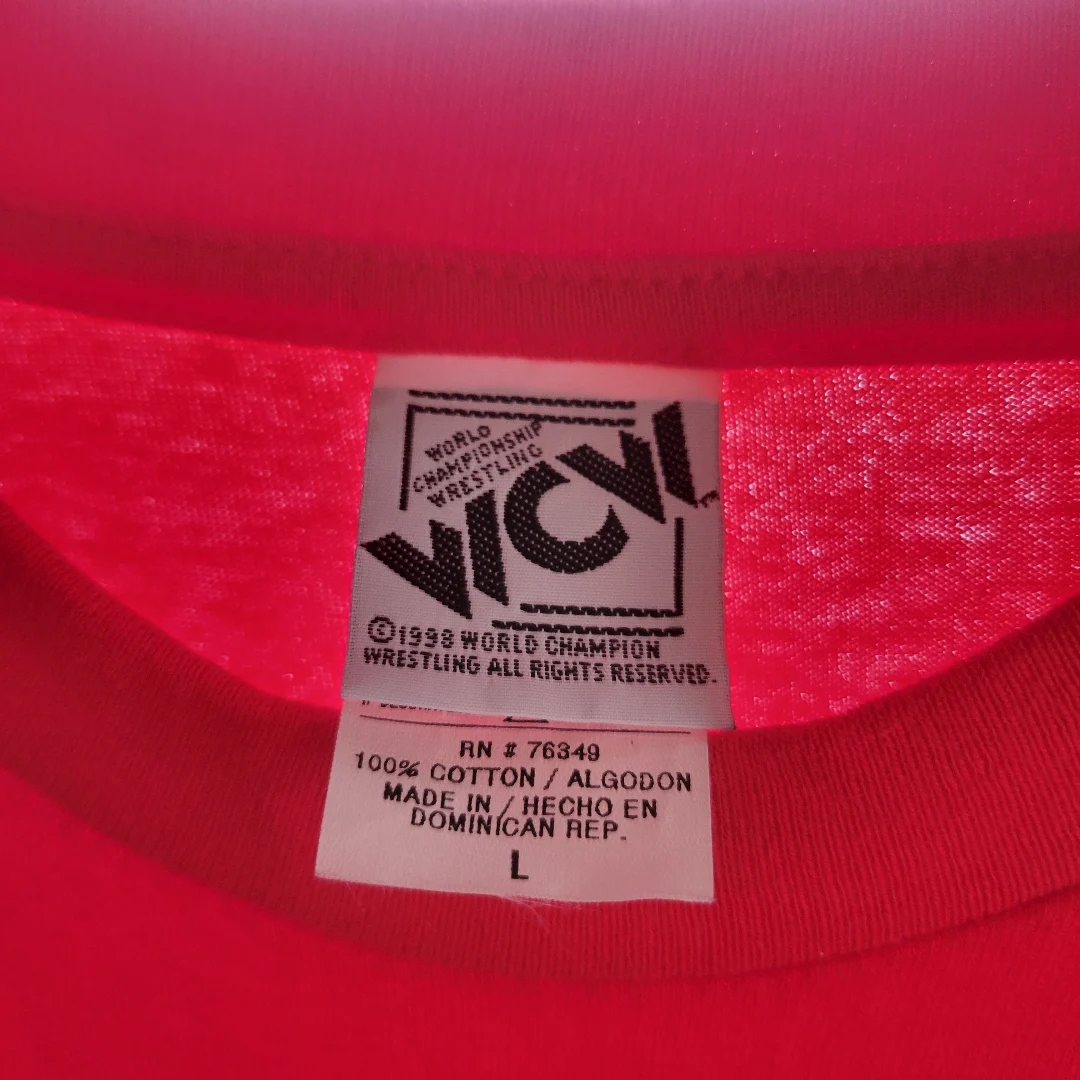 WORLD
CHAMPIONSHIP
WRESTLING
WCW
©1998 WORLD CHAMPION
WRESTLING ALL RIGHTS RESERVED.
RN # 76349
100% COTTON / ALGODON
MADE IN / HECHO EN
DOMINICAN REP.
L